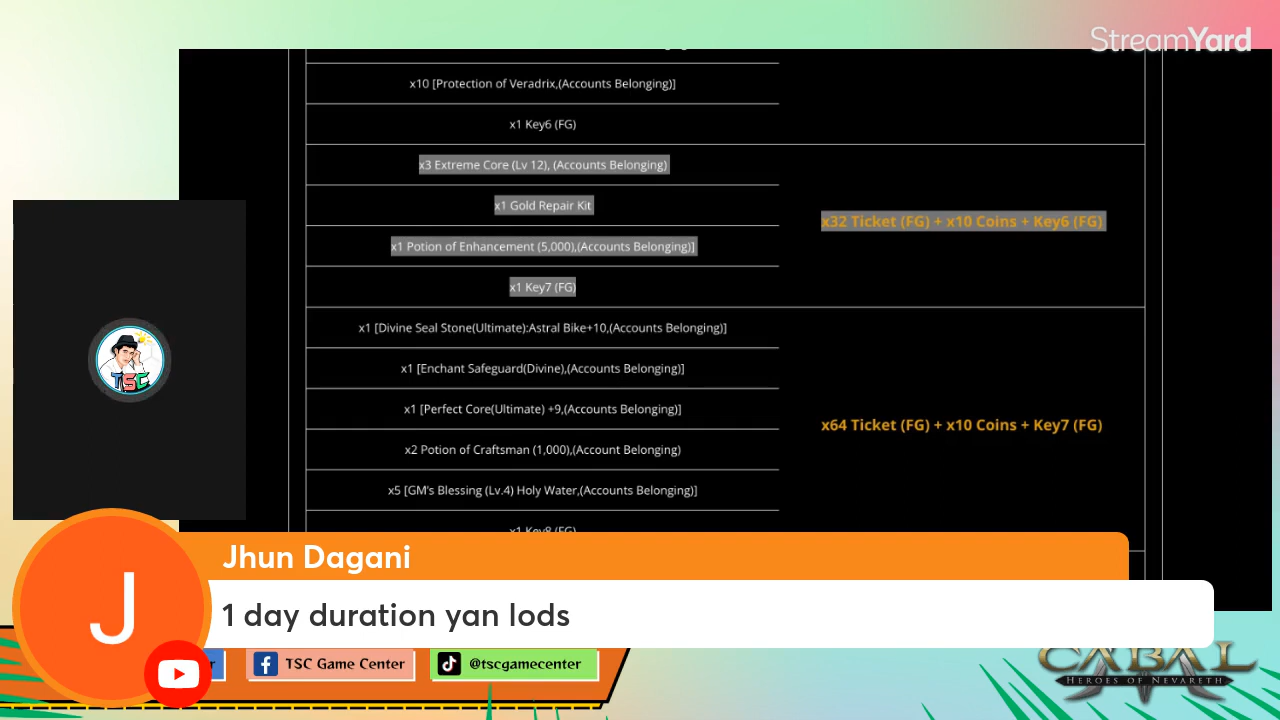 StreamYard
x10 [Protection of Veradrix,(Accounts Belonging)]
x1 Key6 (FG)
x3 Extreme Core (Lv 12), (Accounts Belonging)
x1 Gold Repair Kit
x32 Ticket (FG) + x10 Coins + Key6 (FG)
x1 Potion of Enhancement (5,000),(Accounts Belonging)]
x1 Key7 (FG)
x1 [Divine Seal Stone(Ultimate):Astral Bike+10,(Accounts Belonging)]
x1 [Enchant Safeguard(Divine),(Accounts Belonging)]
x1 [Perfect Core(Ultimate) +9,(Accounts Belonging)]
x64 Ticket (FG) + x10 Coins + Key7 (FG)
x2 Potion of Craftsman (1,000),(Account Belonging)
x5 [GM's Blessing (Lv.4) Holy Water,(Accounts Belonging)]
x1 Key8 (FG)
TSC
J
Jhun Dagani
1 day duration yan lods
r
TSC Game Center
@tscgamecenter
CABAL
HEROES OF NEVARETH